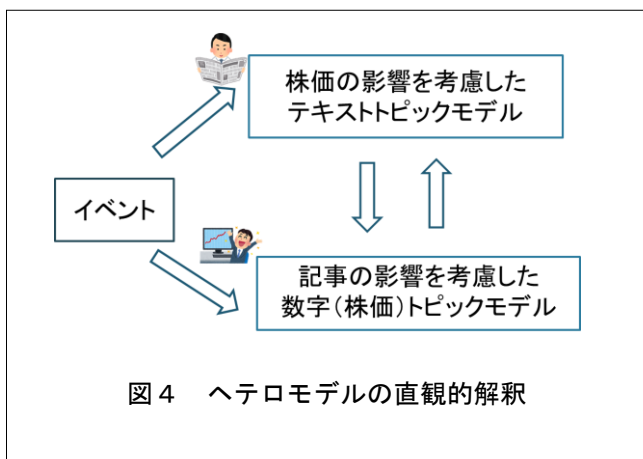 株価の影響を考慮した
テキストトピックモデル
イベント
記事の影響を考慮した
数字(株価)トピックモデル
図4 ヘテロモデルの直観的解釈